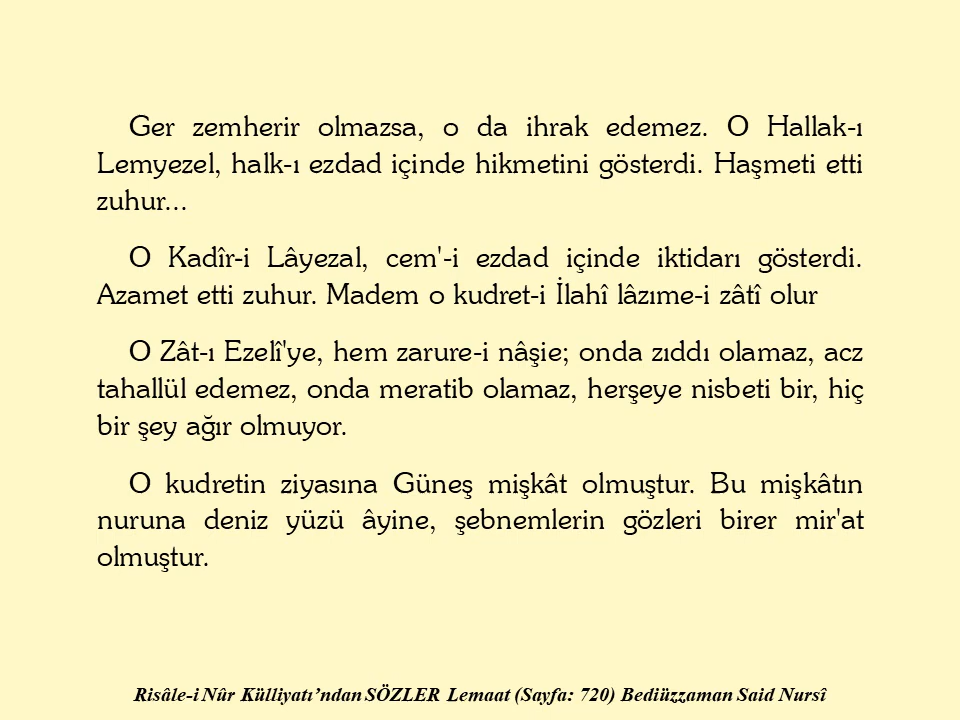 Ger zemherir olmazsa, o da ihrak edemez. O Hallak-ı
Lemyezel, halk-ı ezdad içinde hikmetini gösterdi. Haşmeti etti
zuhur...
O Kadîr-i Lâyezal, cem'-i ezdad içinde iktidarı gösterdi.
Azamet etti zuhur. Madem o kudret-i İlahî lâzıme-i zâtî olur
O Zât-ı Ezelî'ye, hem zarure-i nâşie; onda zıddı olamaz, acz
tahallül edemez, onda meratib olamaz, herşeye nisbeti bir, hiç
bir şey ağır olmuyor.
O kudretin ziyasına Güneş mişkât olmuştur. Bu mişkâtın
nuruna deniz yüzü âyine, şebnemlerin gözleri birer mir'at
olmuştur.
Risâle-i Nûr Külliyatı’ndan SÖZLER Lemaat (Sayfa: 720) Bediüzzaman Said Nursî